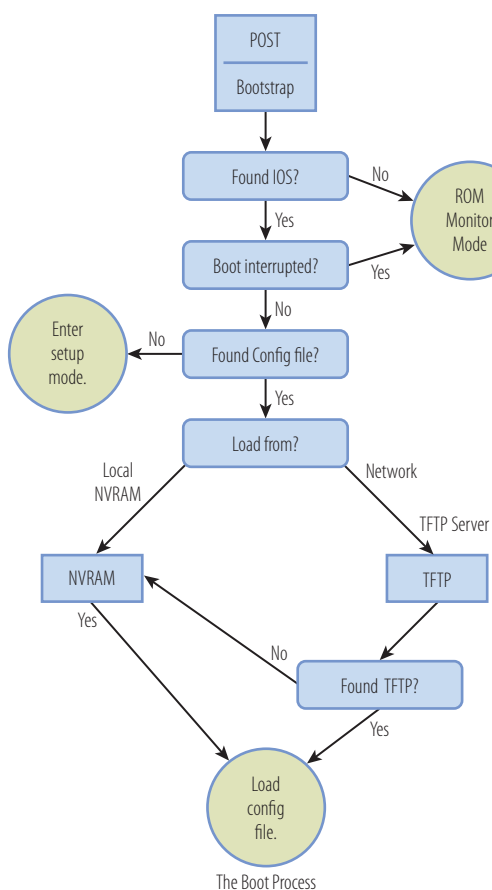 POST
Bootstrap
Found IOS?
No
ROM
Monitor
Mode
Yes
Boot interrupted?
Yes
No
Enter
setup
mode.
No
Found Config file?
Yes
Load from?
Local
NVRAM
Network
TFTP Server
NVRAM
TFTP
Yes
No
Found TFTP?
Yes
Load
config
file.
The Boot Process